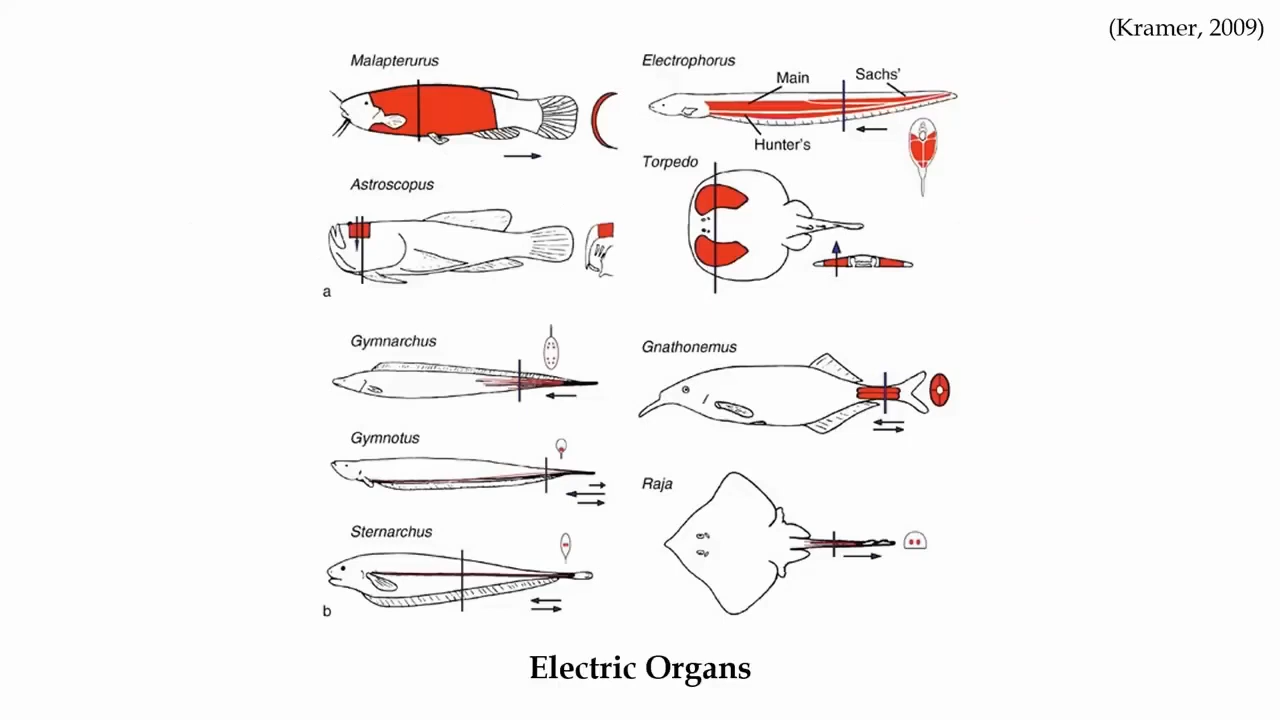 (Kramer, 2009)
Malapterurus
Electrophorus
Main
Sachs'
Hunter's
Astroscopus
Torpedo
a
Gymnarchus
Gnathonemus
Gymnotus
Raja
Sternarchus
b
Electric Organs